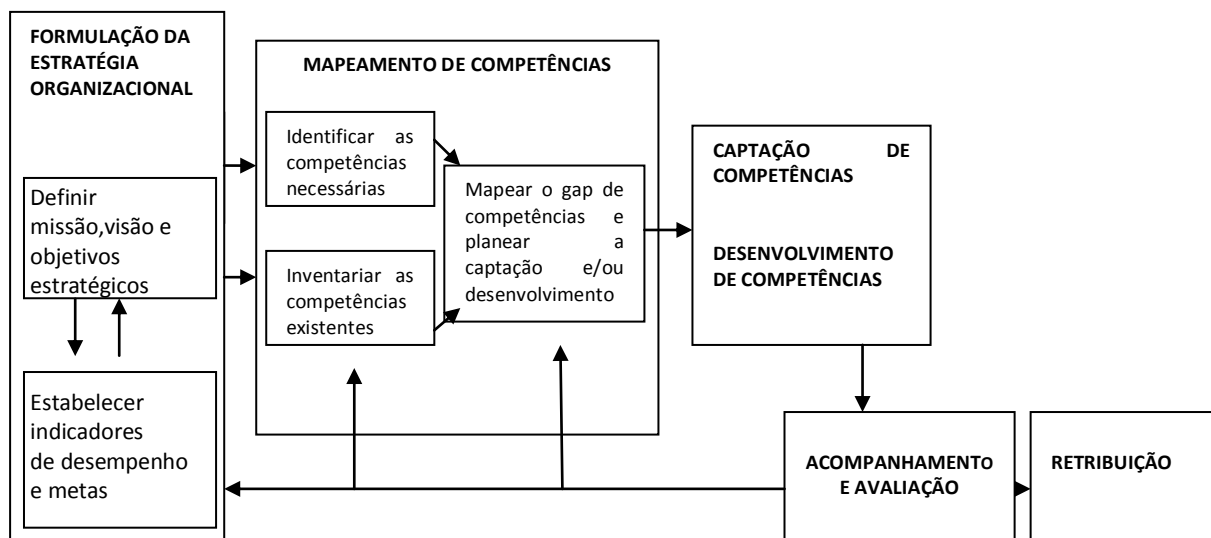 FORMULAÇÃO DA
ESTRATÉGIA
ORGANIZACIONAL
Definir
missão,visão e
objetivos
estratégicos
Estabelecer
indicadores
de desempenho
e metas
MAPEAMENTO DE COMPETÊNCIAS
Identificar as
competências
necessárias
Inventariar as
competências
existentes
Mapear o gap de
competências e
planear a
captação e/ou
desenvolvimento
CAPTAÇÃO DE
COMPETÊNCIAS
DESENVOLVIMENTO
DE COMPETÊNCIAS
ACOMPANHAMENTO
E AVALIAÇÃO
RETRIBUIÇÃO